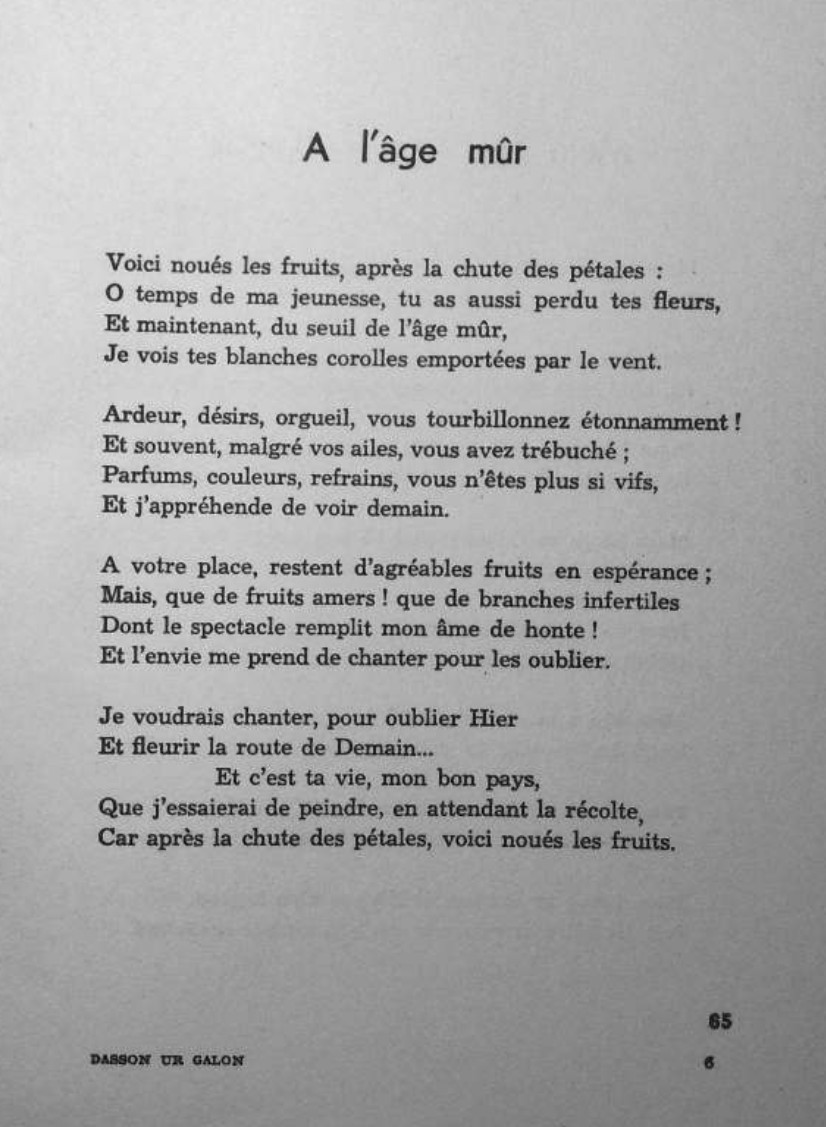 A l'âge mûr
Voici noués les fruits, après la chute des pétales :
O temps de ma jeunesse, tu as aussi perdu tes fleurs,
Et maintenant, du seuil de l'âge mûr,
Je vois tes blanches corolles emportées par le vent.
Ardeur, désirs, orgueil, vous tourbillonnez étonnamment !
Et souvent, malgré vos ailes, vous avez trébuché ;
Parfums, couleurs, refrains, vous n'êtes plus si vifs,
Et j'appréhende de voir demain.
A votre place, restent d'agréables fruits en espérance ;
Mais, que de fruits amers ! que de branches infertiles
Dont le spectacle remplit mon âme de honte !
Et l'envie me prend de chanter pour les oublier.
Je voudrais chanter, pour oublier Hier
Et fleurir la route de Demain...
Et c'est ta vie, mon bon pays,
Que j'essaierai de peindre, en attendant la récolte,
Car après la chute des pétales, voici noués les fruits.
65
DASSON UR GALON 6